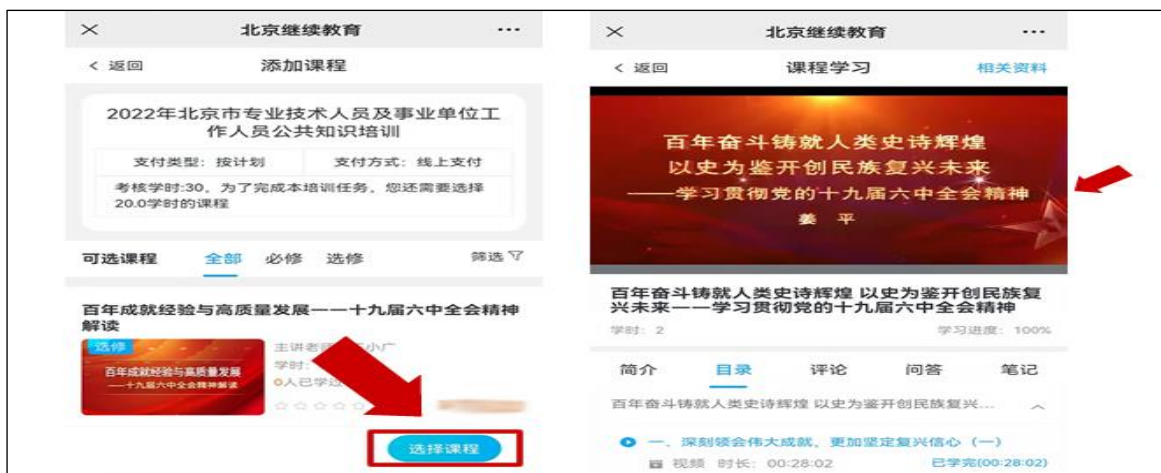 北京继续教育
返回
添加课程
2022年北京市专业技术人员及事业单位工
作人员公共知识培训
支付类型：按计划
支付方式：线上支付
考核学时:30，为了完成本培训任务，您还需要选择
20.0学时的课程
可选课程 全部 必修 选修 筛选
百年成就经验与高质量发展——十九届六中全会精神
解读
选修
百年成就经验与高质量发展
——十九届六中全会精神解读
主讲老师
学时：
0人已学过
选择课程
北京继续教育
返回
课程学习
相关资料
百年奋斗铸就人类史诗辉煌
以史为鉴开创民族复兴未来
——学习贯彻党的十九届六中全会精神
姜 平
百年奋斗铸就人类史诗辉煌 以史为鉴开创民族复
兴未来——学习贯彻党的十九届六中全会精神
学时：2
学习进度：100%
简介 目录 评论 问答 笔记
百年奋斗铸就人类史诗辉煌 以史为鉴开创民族复兴...
一、深刻领会伟大成就，更加坚定复兴信心（一）
视频 时长：00:28:02
已学完(00:28:02)